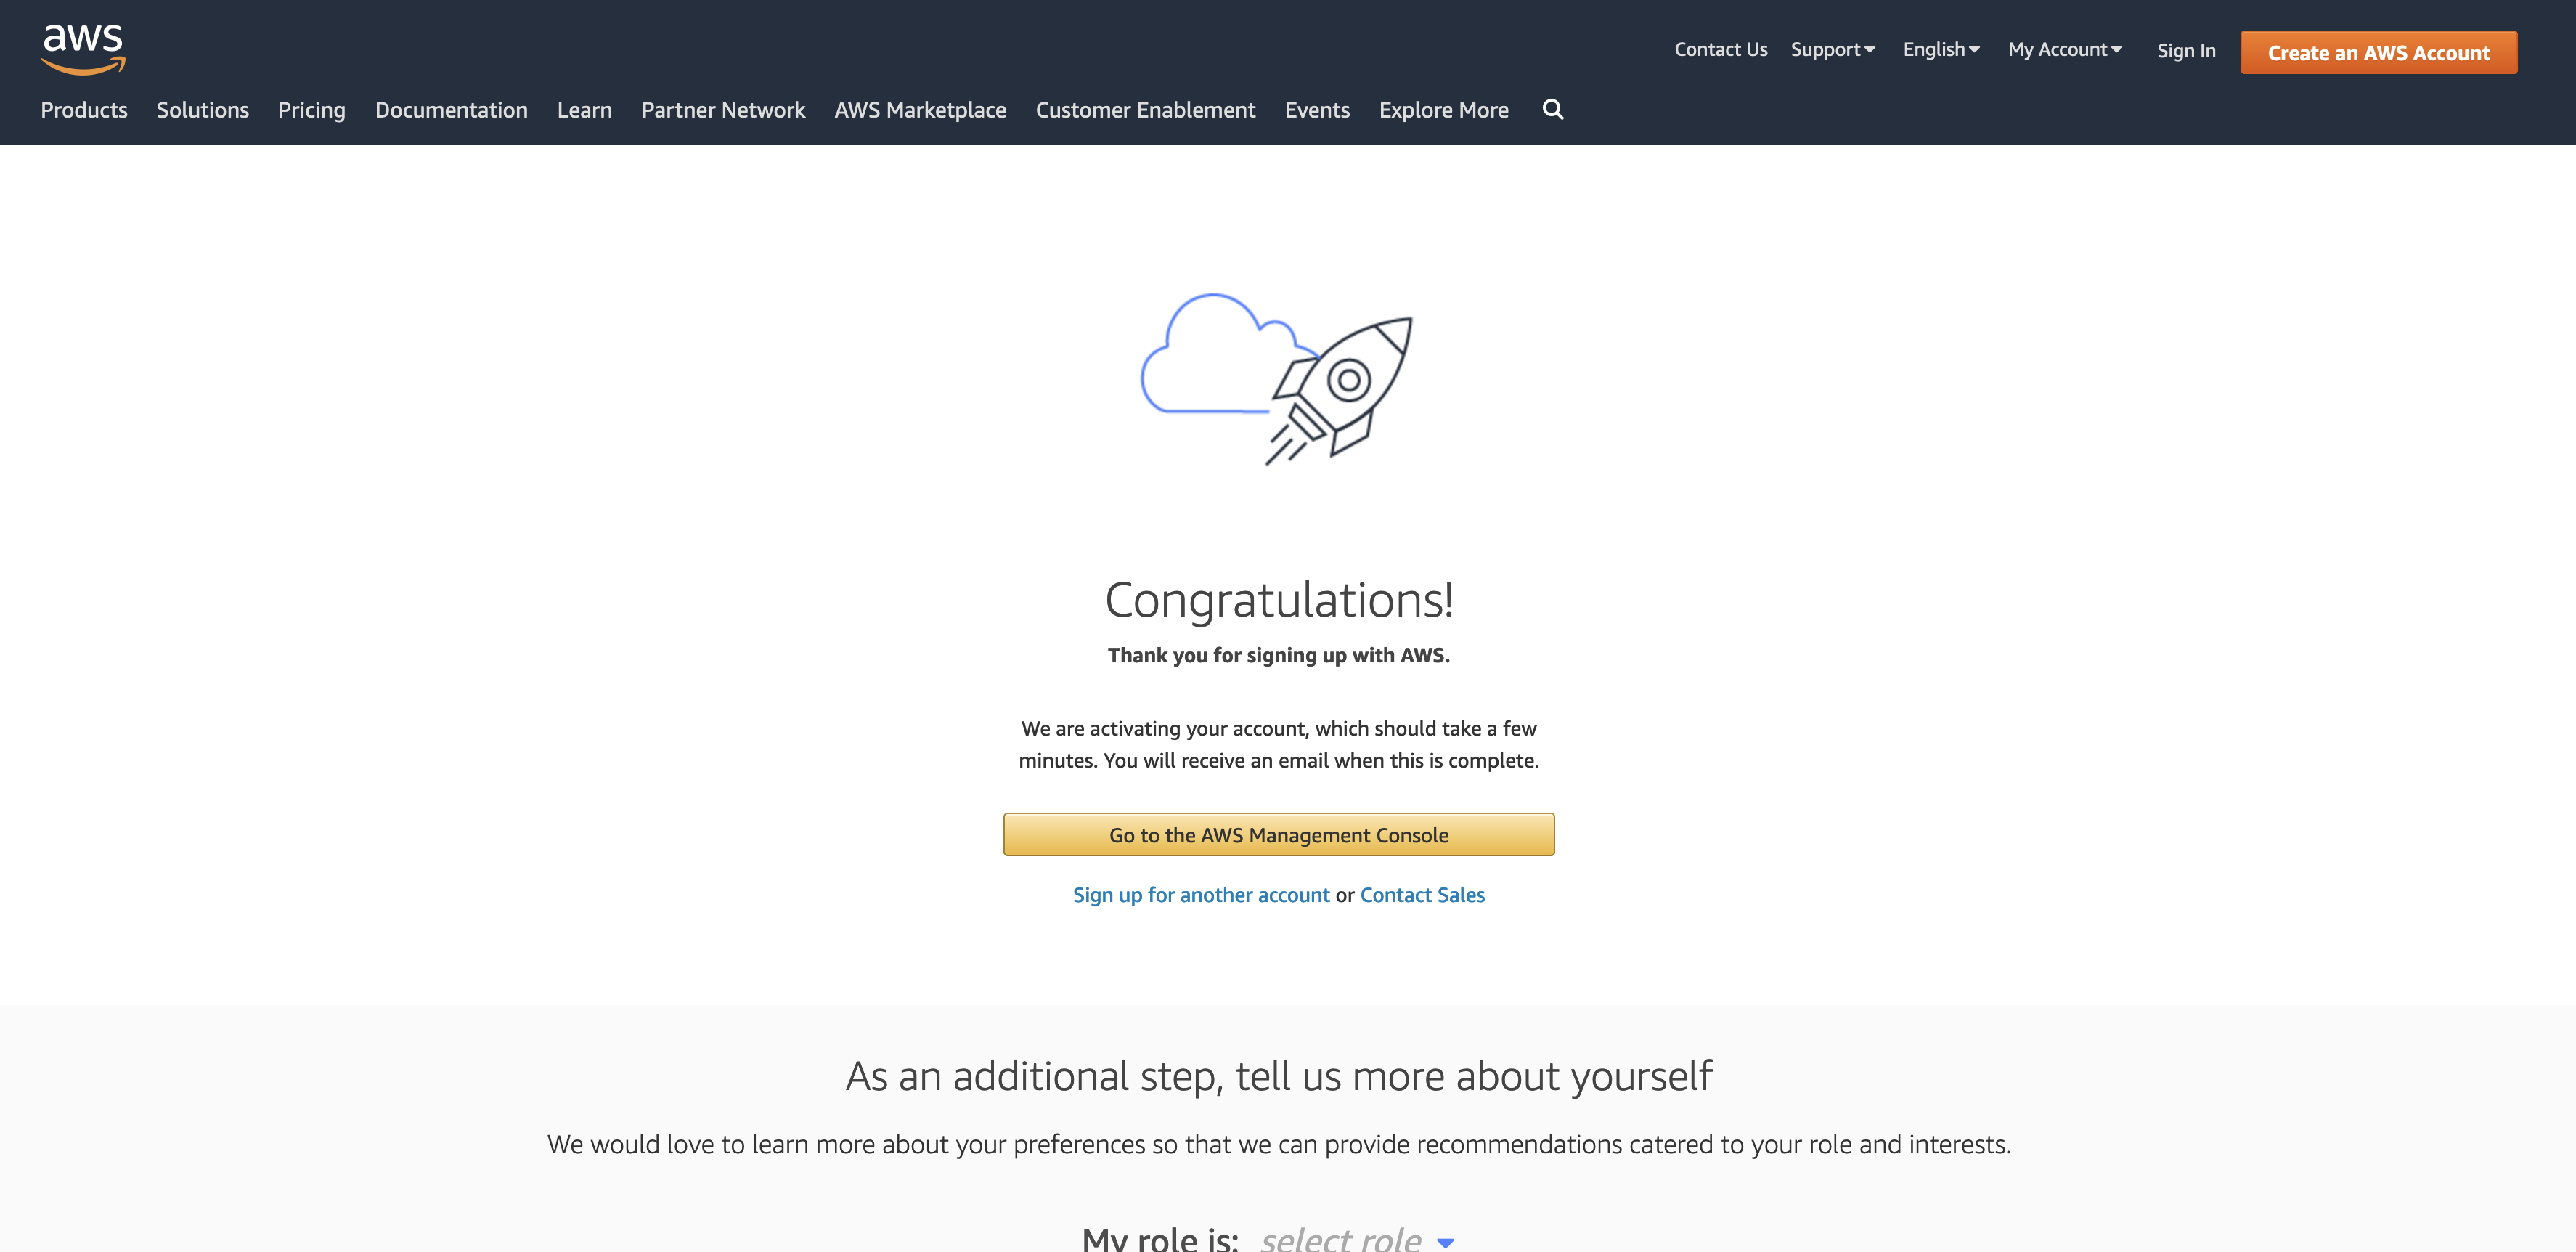 aws
Contact Us Support English My Account Sign In Create an AWS Account
Products Solutions Pricing Documentation Learn Partner Network AWS Marketplace Customer Enablement Events Explore More
Congratulations!
Thank you for signing up with AWS.
We are activating your account, which should take a few
minutes. You will receive an email when this is complete.
Go to the AWS Management Console
Sign up for another account or Contact Sales
As an additional step, tell us more about yourself
We would love to learn more about your preferences so that we can provide recommendations catered to your role and interests.
My role is: select role